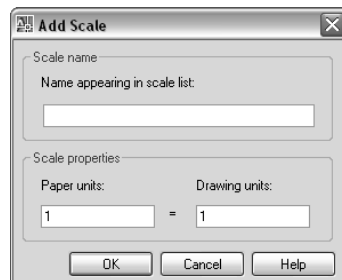 Add Scale
Scale name
Name appearing in scale list:
Scale properties
Paper units: Drawing units:
1 = 1
OK Cancel Help